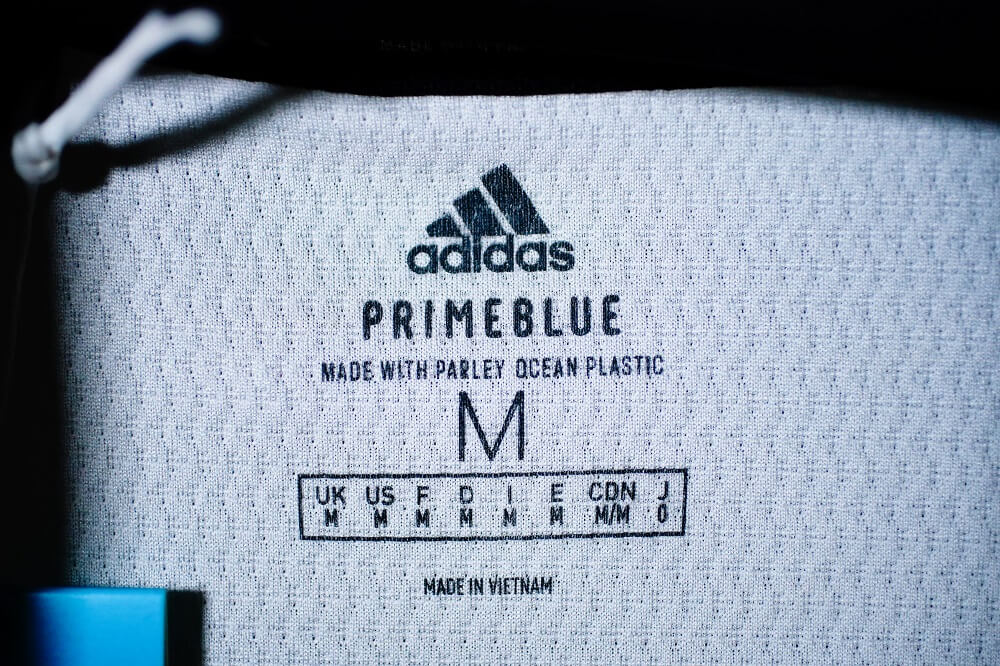 adidas
PRIMEBLUE
MADE WITH PARLEY OCEAN PLASTIC
M
UK US F D I E CDN J
M M M M M M M/M O
MADE IN VIETNAM